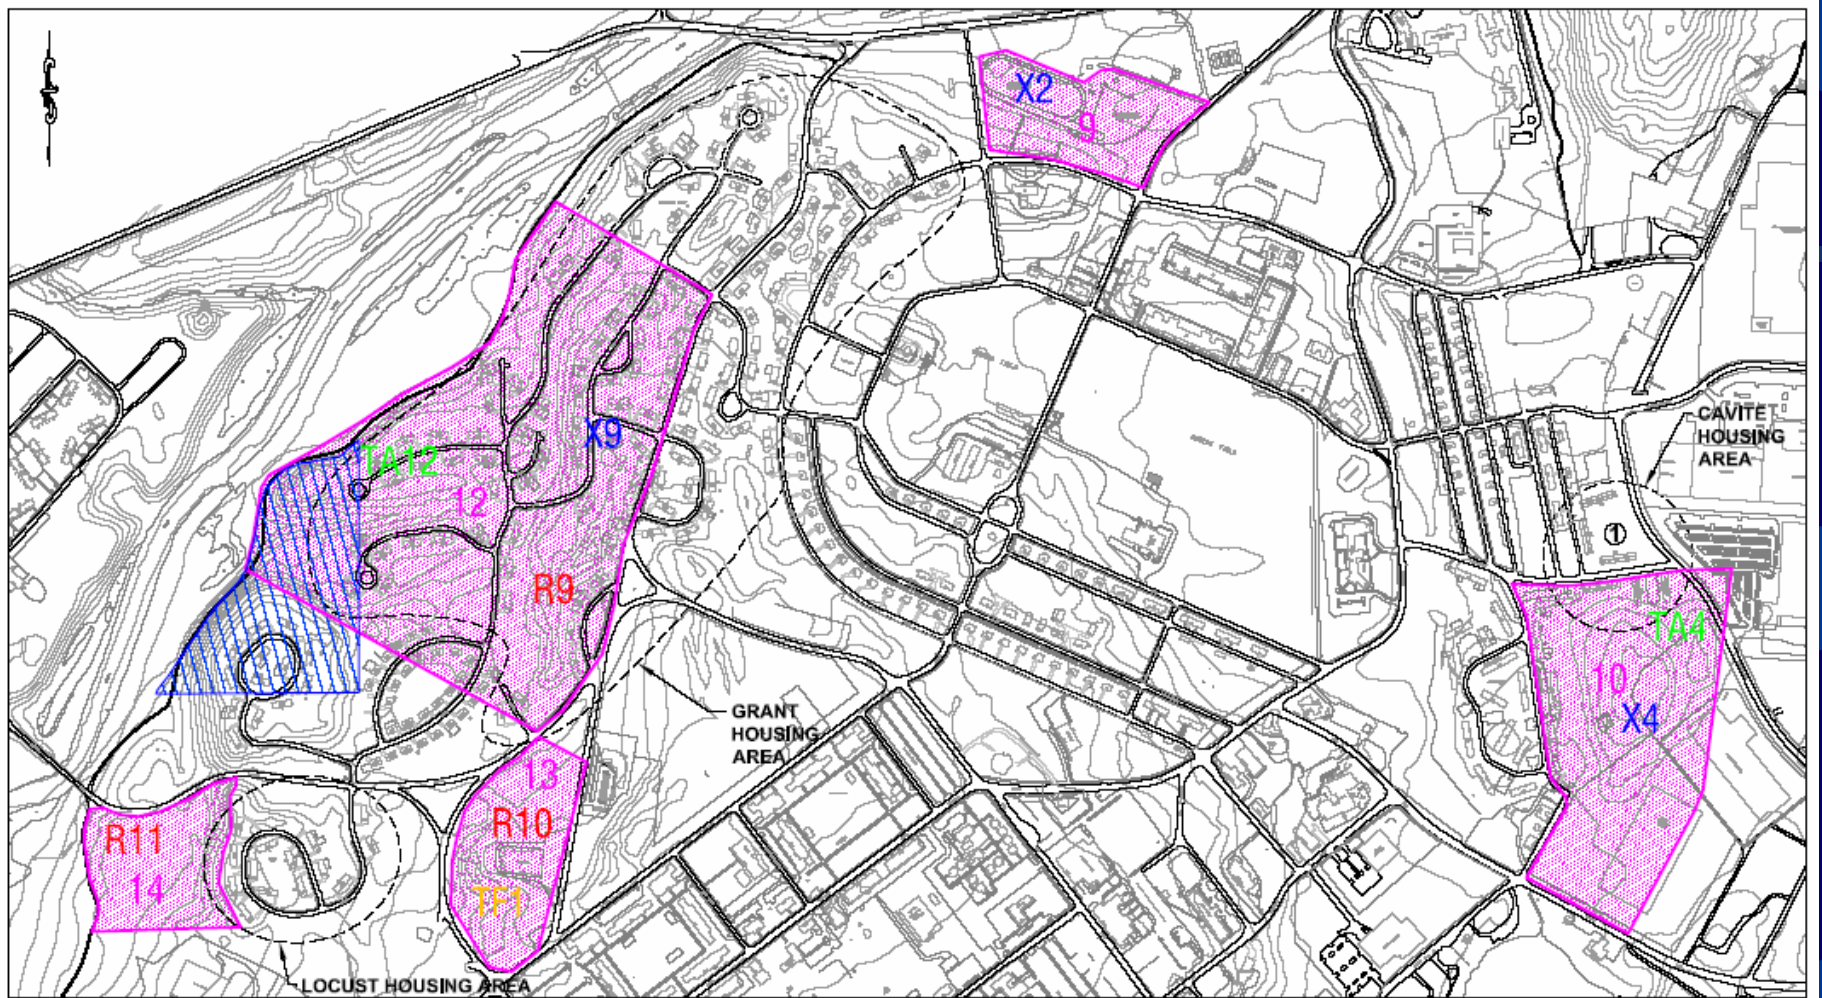 X2
9
TA12
X9
12
R9
CAVITE
HOUSING
AREA
1
TA4
10
X4
GRANT
HOUSING
AREA
13
R10
TF1
R11
14
LOCUST HOUSING AREA